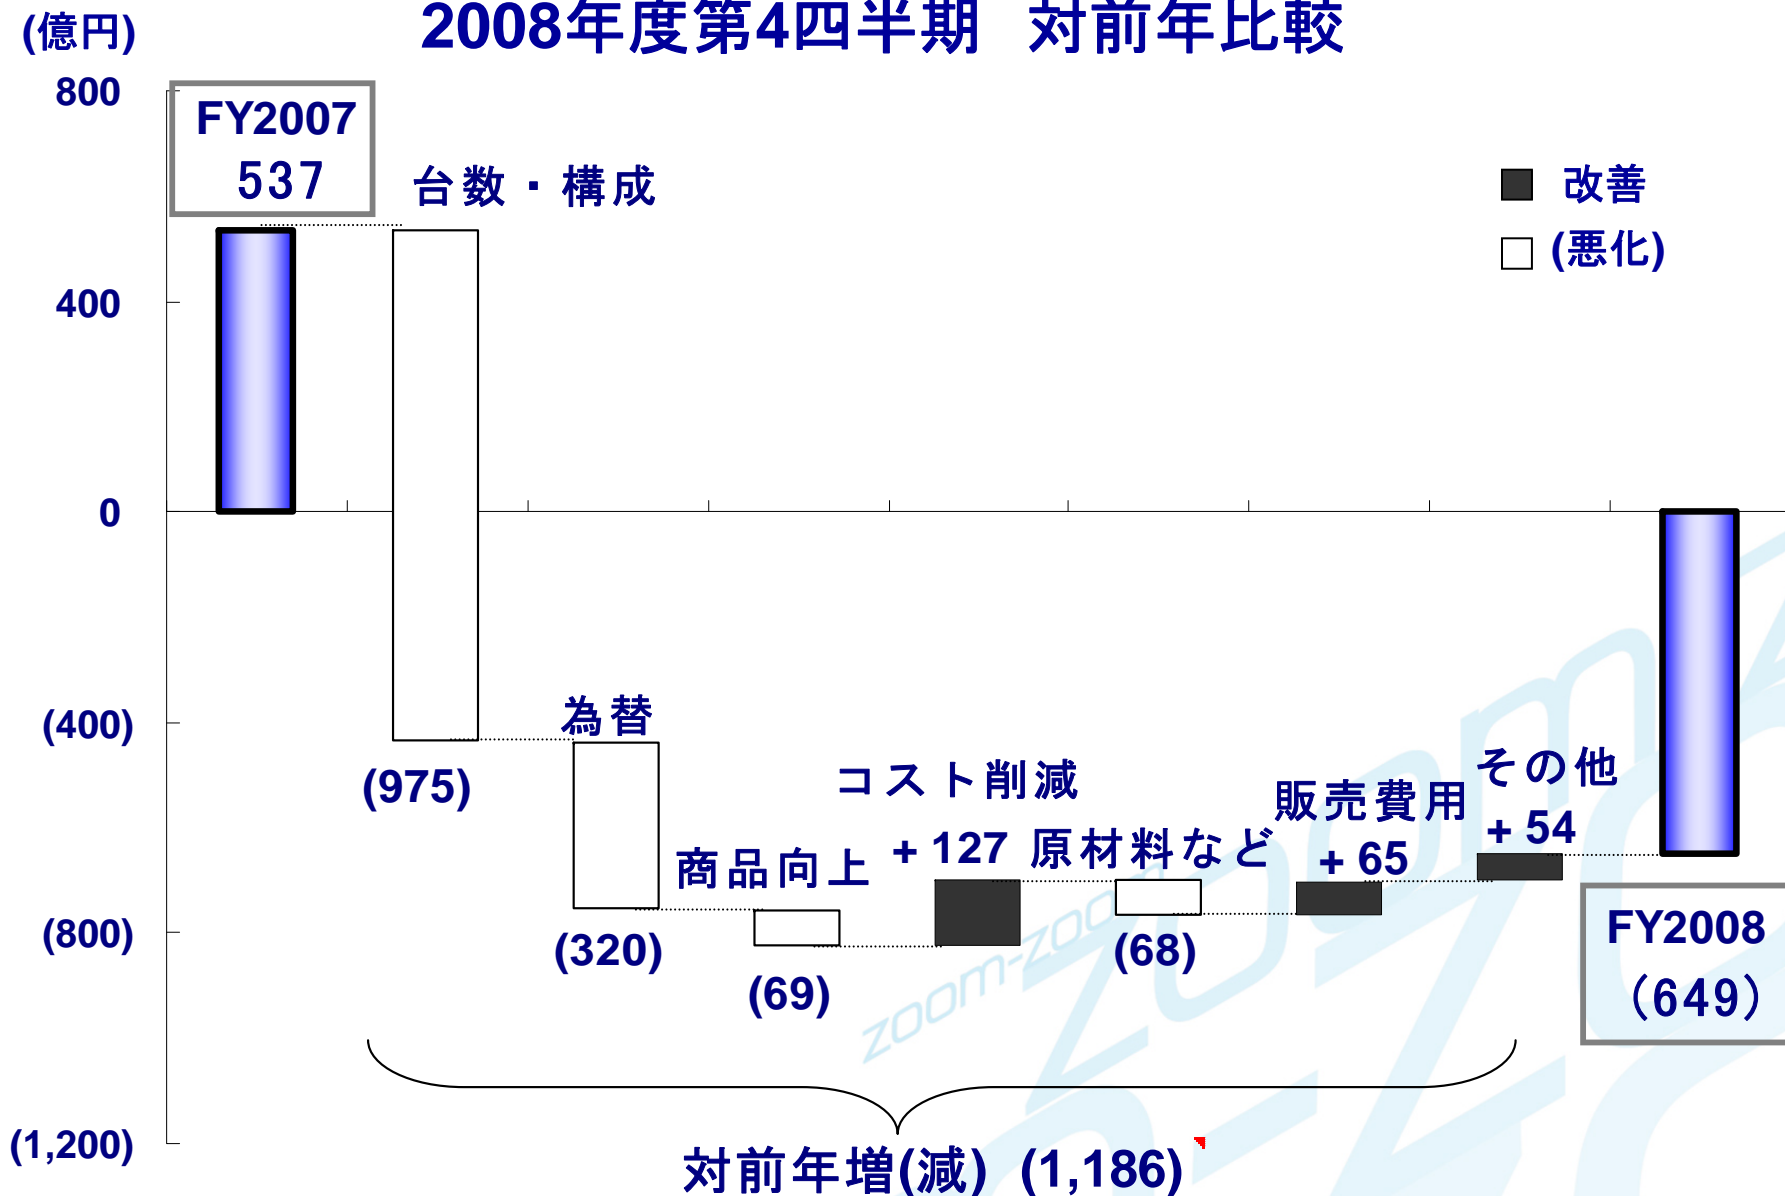 2008年度第4四半期　対前年比較
(億円)
800
400
0
(400)
(800)
(1,200)
FY2007
537
台数・構成
(975)
為替
(320)
商品向上
(69)
コスト削減
+ 127
原材料など
(68)
販売費用
+ 65
その他
+ 54
改善
(悪化)
FY2008
（649）
対前年増(減) (1,186)
zoom-zoom